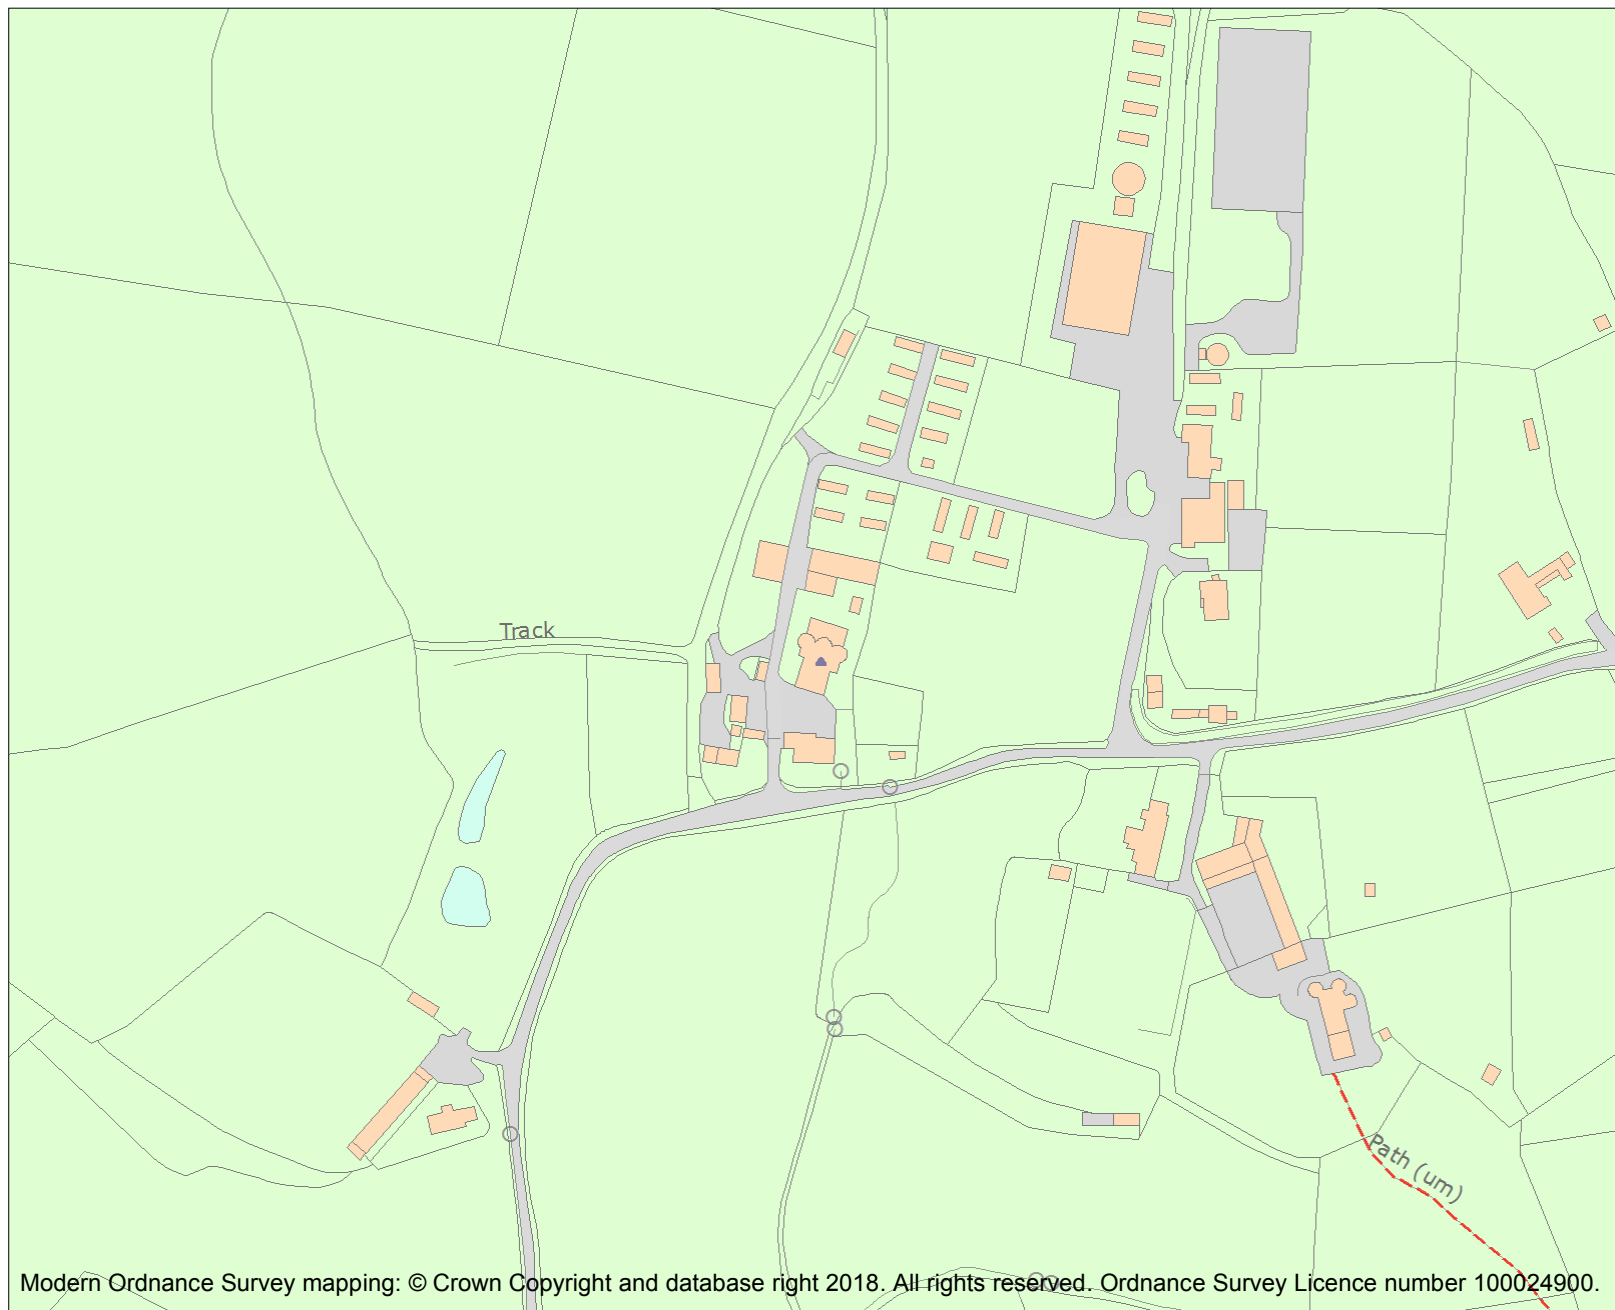 Track
Path (um)
Modern Ordnance Survey mapping: © Crown Copyright and database right 2018. All rights reserved. Ordnance Survey Licence number 100024900.